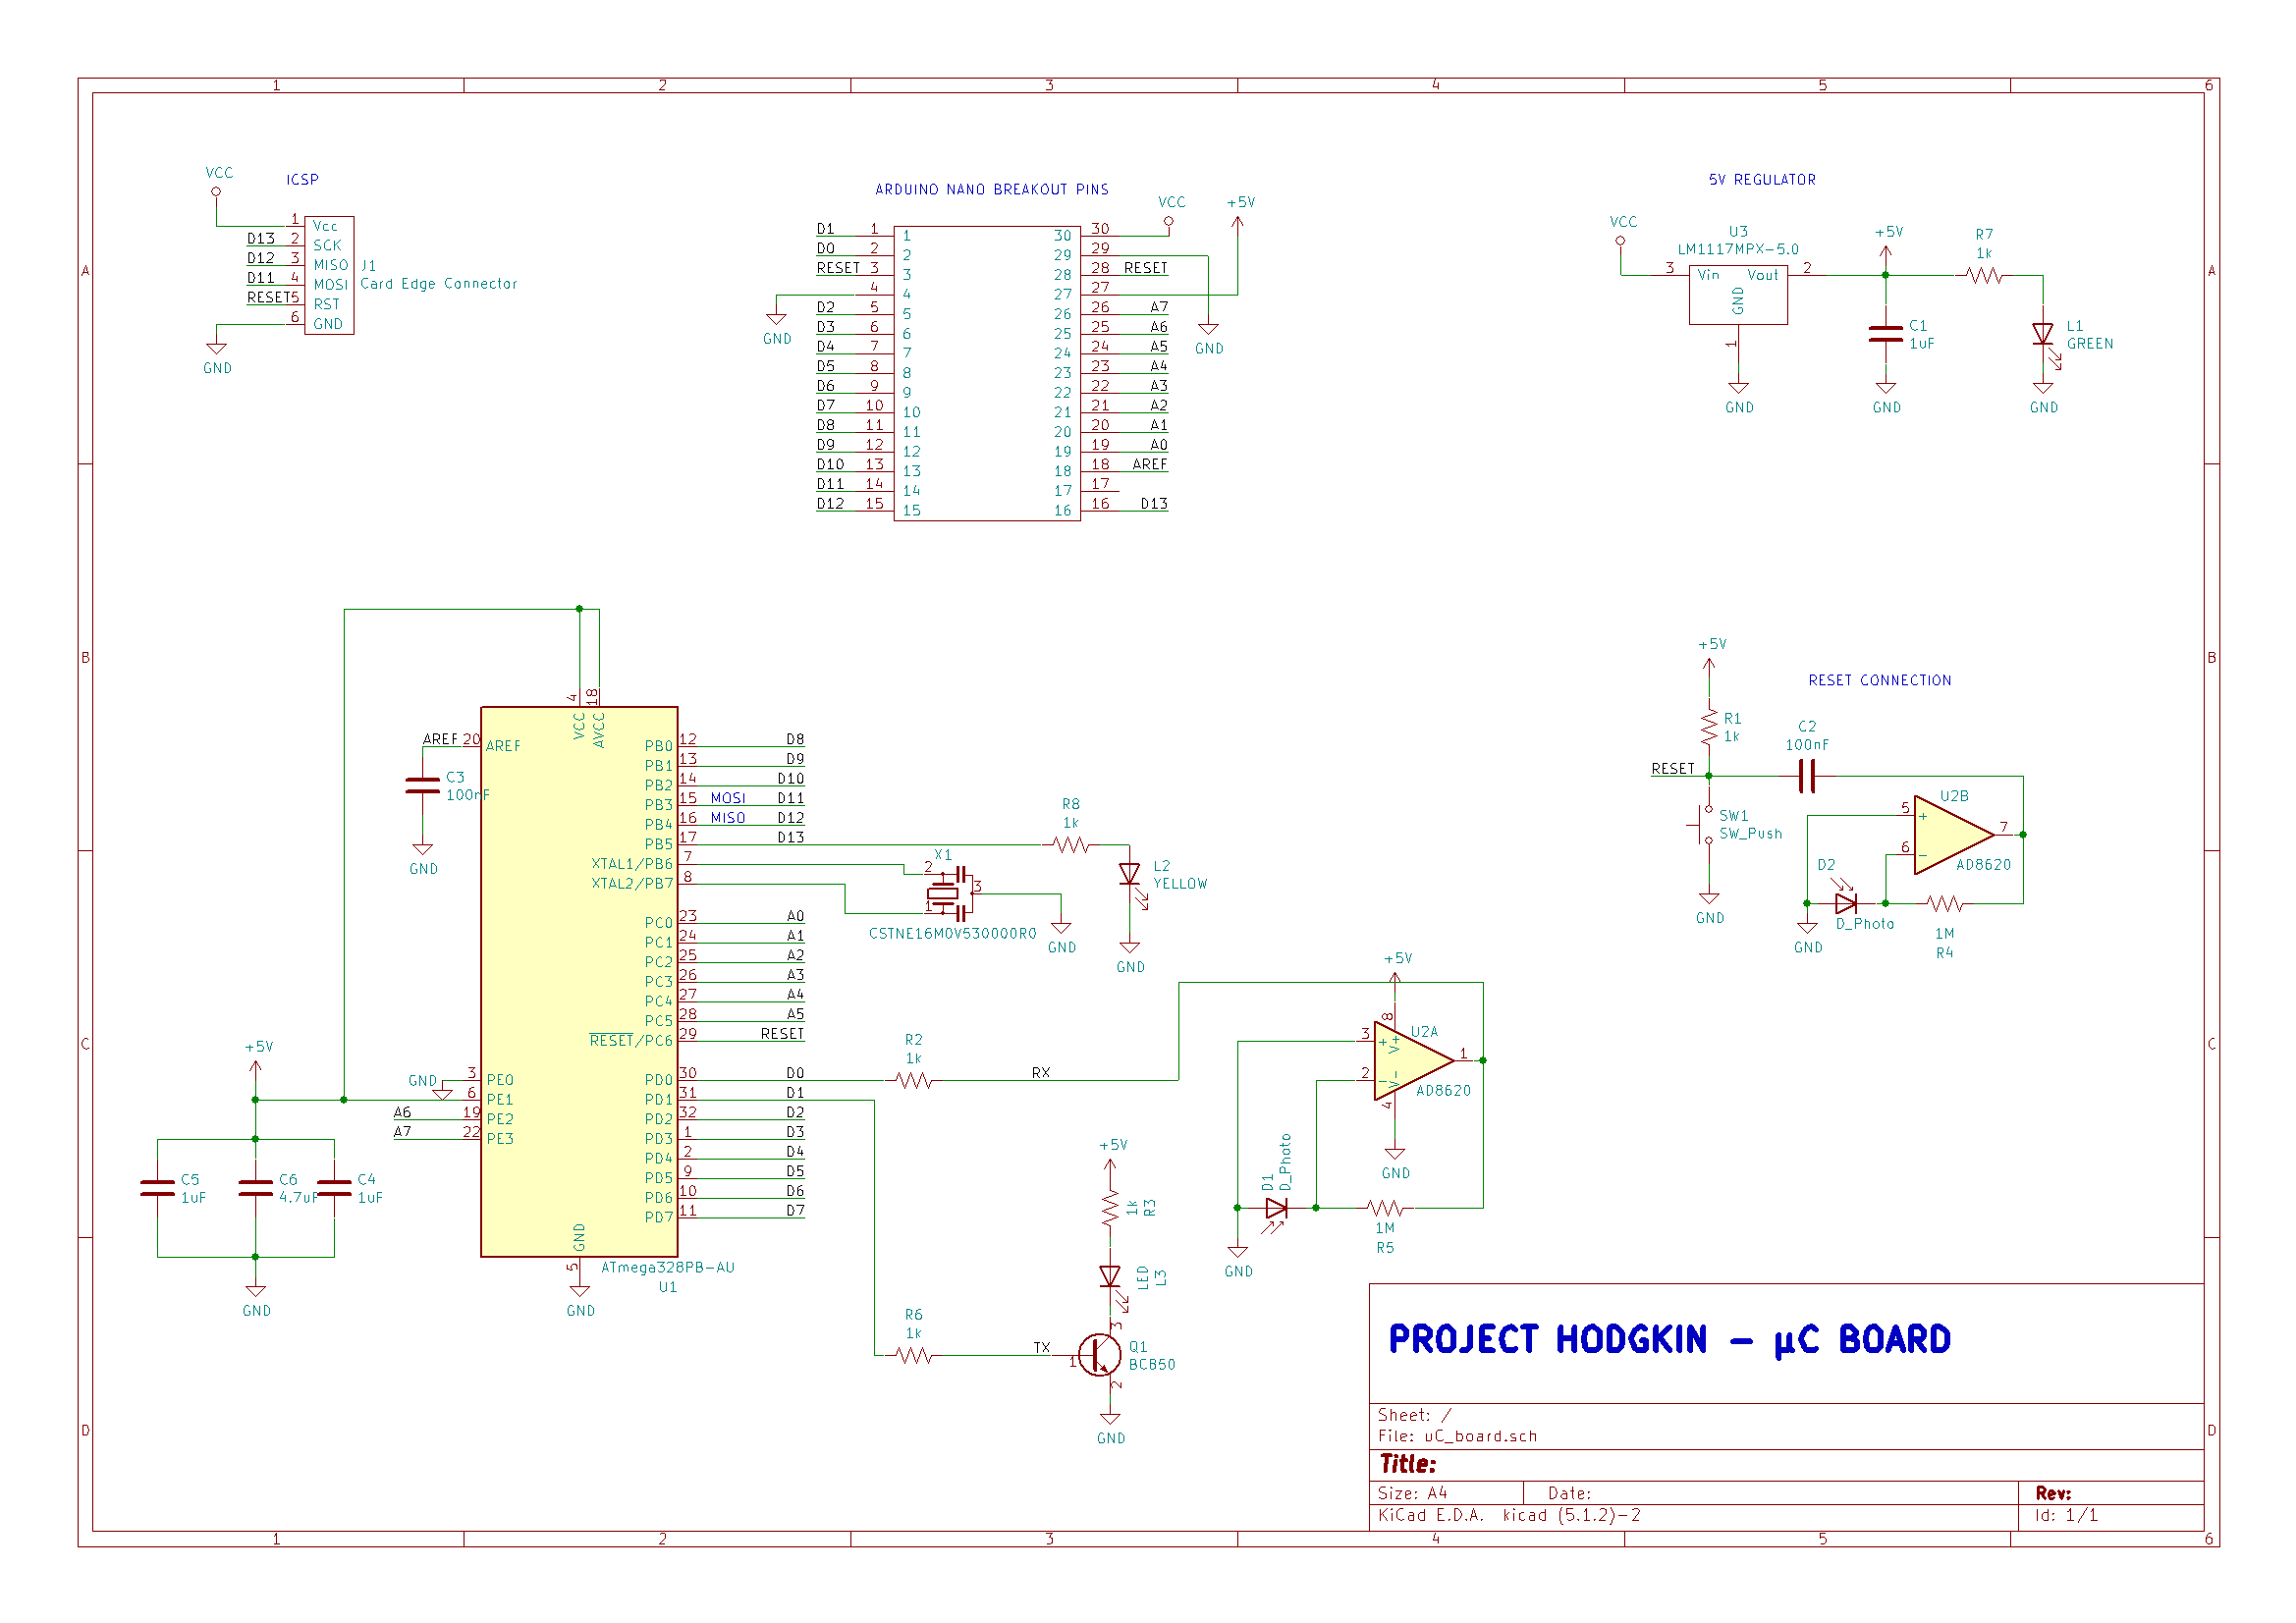 1 2 3 4 5 6
A B C D
A B C D
1 2 3 4 5 6
ICSP
VCC
1 Vcc
D13 2 SCK
D12 3 MISO
D11 4 MOSI
RESET 5 RST
6 GND
J1
Card Edge Connector
GND
ARDUINO NANO BREAKOUT PINS
VCC
+5V
D1 1 1
D0 2 2
RESET 3 3
4 4
D2 5 5
D3 6 6
D4 7 7
D5 8 8
D6 9 9
D7 10 10
D8 11 11
D9 12 12
D10 13 13
D11 14 14
D12 15 15
30 30
29 29
28 28 RESET
27 27
26 26 A7
25 25 A6
24 24 A5
23 23 A4
22 22 A3
21 21 A2
20 20 A1
19 19 A0
18 18 AREF
17 17
16 16 D13
GND
GND
5V REGULATOR
VCC
U3
LM1117MPX-5.0
3 Vin Vout 2
GND
1
GND
+5V
C1
1uF
GND
R7
1k
L1
GREEN
GND
4 18
VCC AVCC
AREF 20 AREF
C3
100nF
GND
PB0 12 D8
PB1 13 D9
PB2 14 D10
PB3 15 MOSI D11
PB4 16 MISO D12
PB5 17 D13
XTAL1/PB6 7
XTAL2/PB7 8
PC0 23 A0
PC1 24 A1
PC2 25 A2
PC3 26 A3
PC4 27 A4
PC5 28 A5
RESET/PC6 29 RESET
PD0 30 D0
PD1 31 D1
PD2 32 D2
PD3 1 D3
PD4 2 D4
PD5 9 D5
PD6 10 D6
PD7 11 D7
GND 3 PE0
6 PE1
A6 19 PE2
A7 22 PE3
GND
5
GND
ATmega328PB-AU
U1
+5V
C5
1uF
C6
4.7uF
C4
1uF
GND
R8
1k
L2
YELLOW
GND
X1
2
1
3
CSTNE16M0V530000R0
GND
R2
1k
RX
R6
1k
TX
+5V
1k
R3
LED
L3
3
1
2
Q1
BC850
GND
+5V
8
V+
U2A
3 +
2 -
1
V-
4
AD8620
GND
D1
D_Photo
1M
R5
GND
RESET CONNECTION
+5V
R1
1k
RESET
C2
100nF
SW1
SW_Push
GND
U2B
5 +
6 -
7
AD8620
D2
D_Photo
GND
1M
R4
PROJECT HODGKIN - µC BOARD
Sheet: /
File: uC_board.sch
Title:
Size: A4 Date: Rev:
KiCad E.D.A. kicad (5.1.2)-2 Id: 1/1